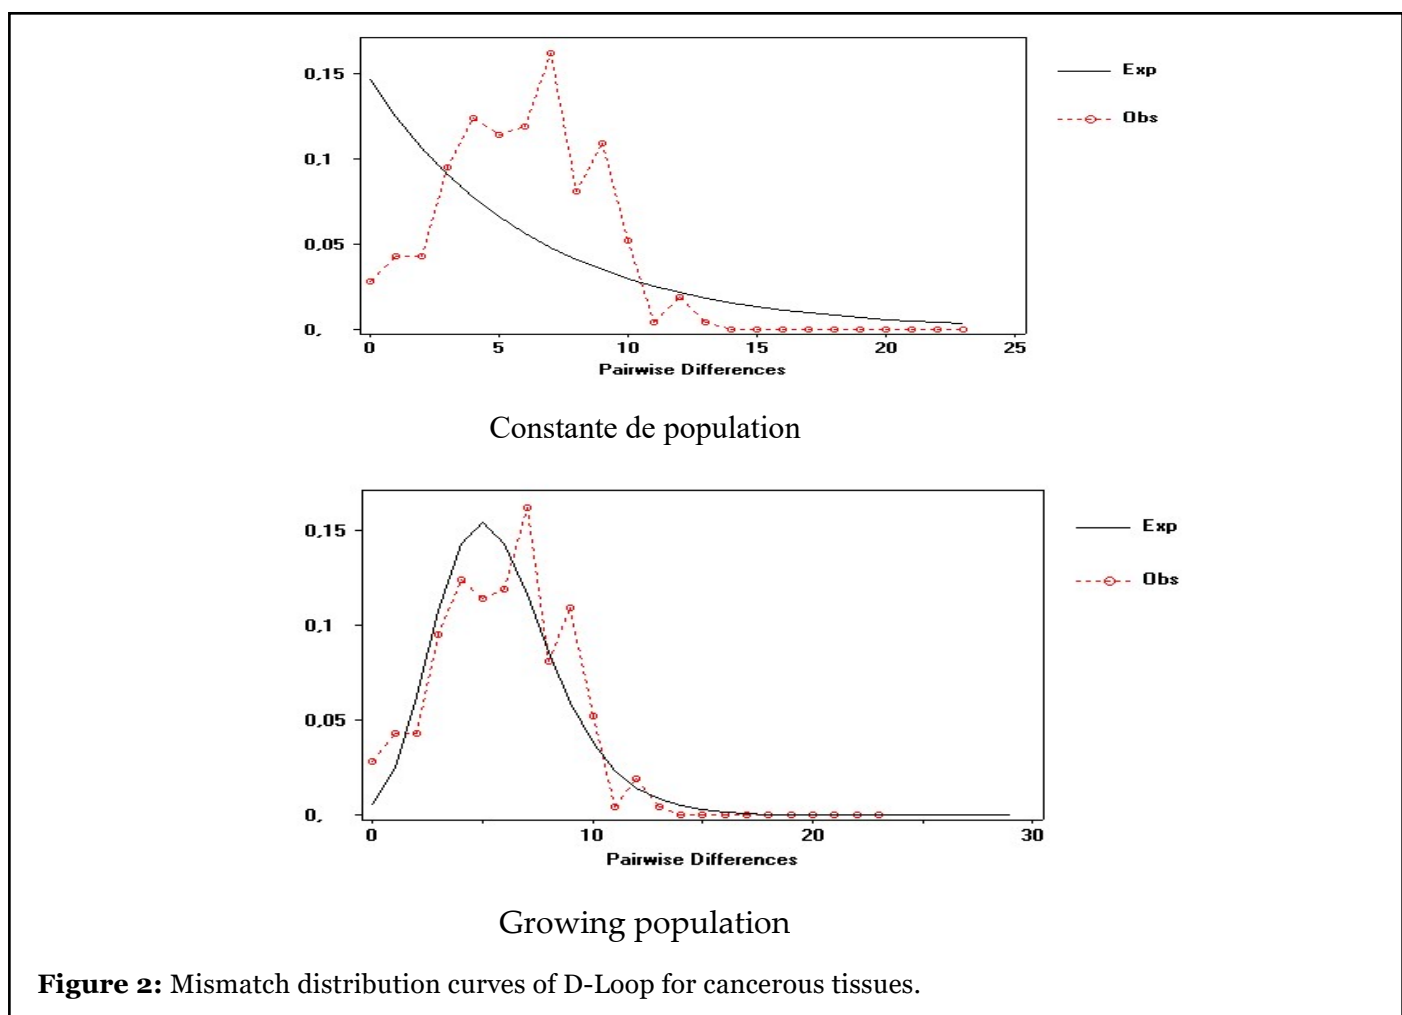 0,15
0,1
0,05
0,
0 5 10 15 20 25
Pairwise Differences
Exp
Obs
Constante de population
0,15
0,1
0,05
0,
0 10 20 30
Pairwise Differences
Exp
Obs
Growing population
Figure 2: Mismatch distribution curves of D-Loop for cancerous tissues.